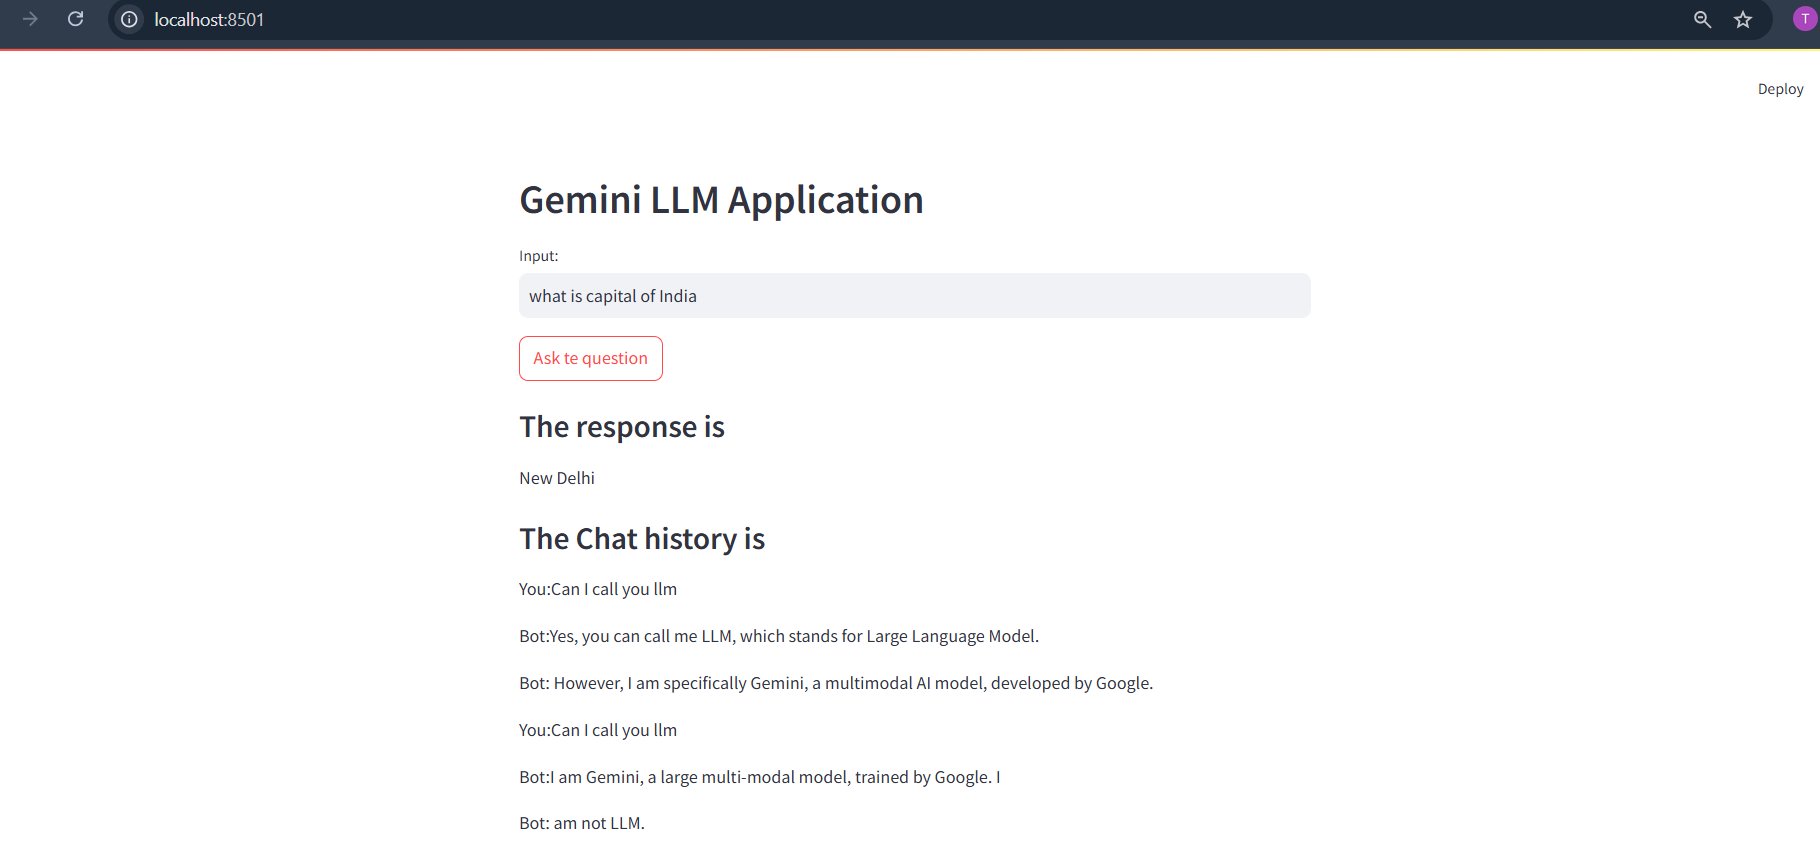 localhost:8501
T
Deploy
Gemini LLM Application
Input:
what is capital of India
Ask te question
The response is
New Delhi
The Chat history is
You:Can I call you llm
Bot:Yes, you can call me LLM, which stands for Large Language Model.
Bot: However, I am specifically Gemini, a multimodal AI model, developed by Google.
You:Can I call you llm
Bot:I am Gemini, a large multi-modal model, trained by Google. I
Bot: am not LLM.